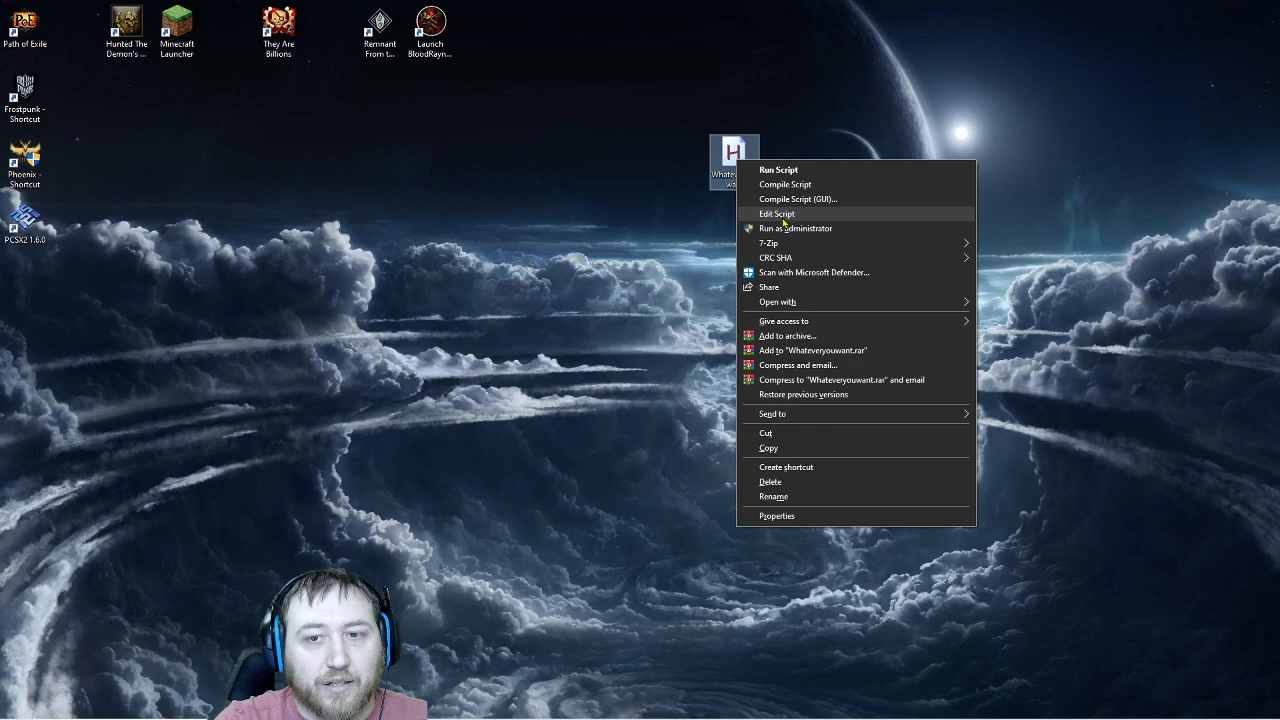 Path of Exile
Hunted The
Demon's ...
Minecraft
Launcher
They Are
Billions
Remnant
From t...
Launch
BloodRayn...
Frostpunk -
Shortcut
Phoenix -
Shortcut
PCSX2 1.6.0
H
Run Script
Compile Script
Compile Script (GUI)...
Edit Script
Run as administrator
7-Zip
CRC SHA
Scan with Microsoft Defender...
Share
Open with
Give access to
Add to archive...
Add to "Whateveryouwant.rar"
Compress and email...
Compress to "Whateveryouwant.rar" and email
Restore previous versions
Send to
Cut
Copy
Create shortcut
Delete
Rename
Properties